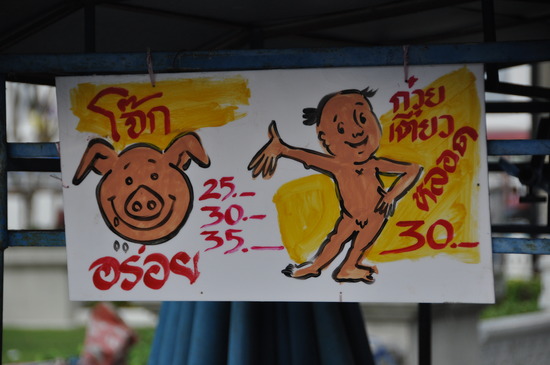 โจ๊ก
25.-
30.-
35.-
อร่อย
ก๋วย
เตี๋ยว
หลอด
30.-